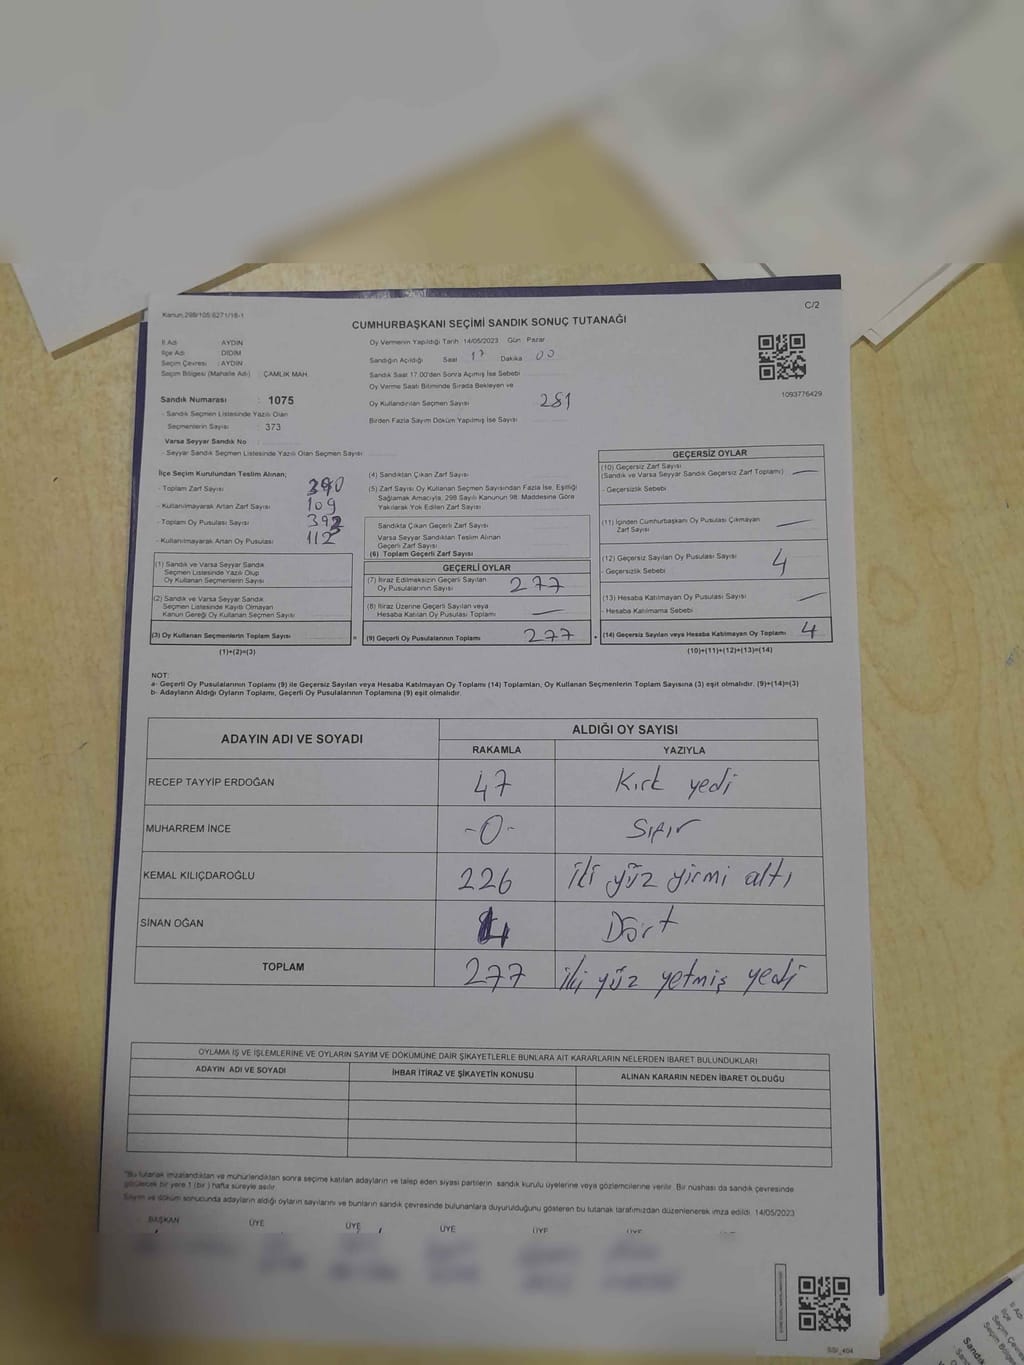 Kanun;298/105;6271/18-1
C/2
CUMHURBAŞKANI SEÇİMİ SANDIK SONUÇ TUTANAĞI
İl Adı : AYDIN
İlçe Adı : DİDİM
Seçim Çevresi : AYDIN
Seçim Bölgesi (Mahalle Adı) : ÇAMLIK MAH.
Oy Vermenin Yapıldığı Tarih :14/05/2023 Gün : Pazar
Sandığın Açıldığı Saat 17 Dakika 00
Sandık Saat 17.00'den Sonra Açılmış İse Sebebi
Oy Verme Saati Bitiminde Sırada Bekleyen ve
Oy Kullandırılan Seçmen Sayısı 281
Birden Fazla Sayım Döküm Yapılmış İse Sayısı
1093776429
Sandık Numarası : 1075
- Sandık Seçmen Listesinde Yazılı Olan
Seçmenlerin Sayısı : 373
Varsa Seyyar Sandık No :
- Seyyar Sandık Seçmen Listesinde Yazılı Olan Seçmen Sayısı
İlçe Seçim Kurulundan Teslim Alınan;
- Toplam Zarf Sayısı 390
- Kullanılmayarak Artan Zarf Sayısı 109
- Toplam Oy Pusulası Sayısı
- Kullanılmayarak Artan Oy Pusulası 112
(1) Sandık ve Varsa Seyyar Sandık
Seçmen Listesinde Yazılı Olup
Oy Kullanan Seçmenlerin Sayısı
(2) Sandık ve Varsa Seyyar Sandık
Seçmen Listesinde Kayıtlı Olmayan
Kanun Gereği Oy Kullanan Seçmen Sayısı
(3) Oy Kullanan Seçmenlerin Toplam Sayısı
(1)+(2)=(3)
(4) Sandıktan Çıkan Zarf Sayısı
(5) Zarf Sayısı Oy Kullanan Seçmen Sayısından Fazla İse, Eşitliği
Sağlamak Amacıyla, 298 Sayılı Kanunun 98. Maddesine Göre
Yakılarak Yok Edilen Zarf Sayısı
Sandıkta Çıkan Geçerli Zarf Sayısı
Varsa Seyyar Sandıktan Teslim Alınan
Geçerli Zarf Sayısı
(6) Toplam Geçerli Zarf Sayısı
GEÇERLİ OYLAR
(7) İtiraz Edilmeksizin Geçerli Sayılan
Oy Pusulalarının Sayısı 277
(8) İtiraz Üzerine Geçerli Sayılan veya
Hesaba Katılan Oy Pusulası Toplamı —
= (9) Geçerli Oy Pusulalarının Toplamı 277 +
GEÇERSİZ OYLAR
(10) Geçersiz Zarf Sayısı
(Sandık ve Varsa Seyyar Sandık Geçersiz Zarf Toplamı) —
- Geçersizlik Sebebi
(11) İçinden Cumhurbaşkanı Oy Pusulası Çıkmayan
Zarf Sayısı —
(12) Geçersiz Sayılan Oy Pusulası Sayısı 4
- Geçersizlik Sebebi
(13) Hesaba Katılmayan Oy Pusulası Sayısı —
- Hesaba Katılmama Sebebi
(14) Geçersiz Sayılan veya Hesaba Katılmayan Oy Toplamı 4
(10)+(11)+(12)+(13)=(14)
NOT:
a- Geçerli Oy Pusulalarının Toplamı (9) ile Geçersiz Sayılan veya Hesaba Katılmayan Oy Toplamı (14) Toplamları, Oy Kullanan Seçmenlerin Toplam Sayısına (3) eşit olmalıdır. (9)+(14)=(3)
b- Adayların Aldığı Oyların Toplamı, Geçerli Oy Pusulalarının Toplamına (9) eşit olmalıdır.
ADAYIN ADI VE SOYADI
ALDIĞI OY SAYISI
RAKAMLA YAZIYLA
RECEP TAYYİP ERDOĞAN 47 Kırk yedi
MUHARREM İNCE -0- Sıfır
KEMAL KILIÇDAROĞLU 226 iki yüz yirmi altı
SİNAN OĞAN 4 Dört
TOPLAM 277 iki yüz yetmiş yedi
OYLAMA İŞ VE İŞLEMLERİNE VE OYLARIN SAYIM VE DÖKÜMÜNE DAİR ŞİKAYETLERLE BUNLARA AİT KARARLARIN NELERDEN İBARET BULUNDUKLARI
ADAYIN ADI VE SOYADI İHBAR İTİRAZ VE ŞİKAYETİN KONUSU ALINAN KARARIN NEDEN İBARET OLDUĞU
*Bu tutanak imzalandıktan ve mühürlendikten sonra seçime katılan adayların ve talep eden siyasi partilerin sandık kurulu üyelerine veya gözlemcilerine verilir. Bir nüshası da sandık çevresinde
görülecek bir yere 1 (bir) hafta süreyle asılır.
Sayım ve döküm sonucunda adayların aldığı oyların sayılarını ve bunların sandık çevresinde bulunanlara duyurulduğunu gösteren bu tutanak tarafımızdan düzenlenerek imza edildi. 14/05/2023
BAŞKAN ÜYE ÜYE ÜYE ÜYE ÜYE